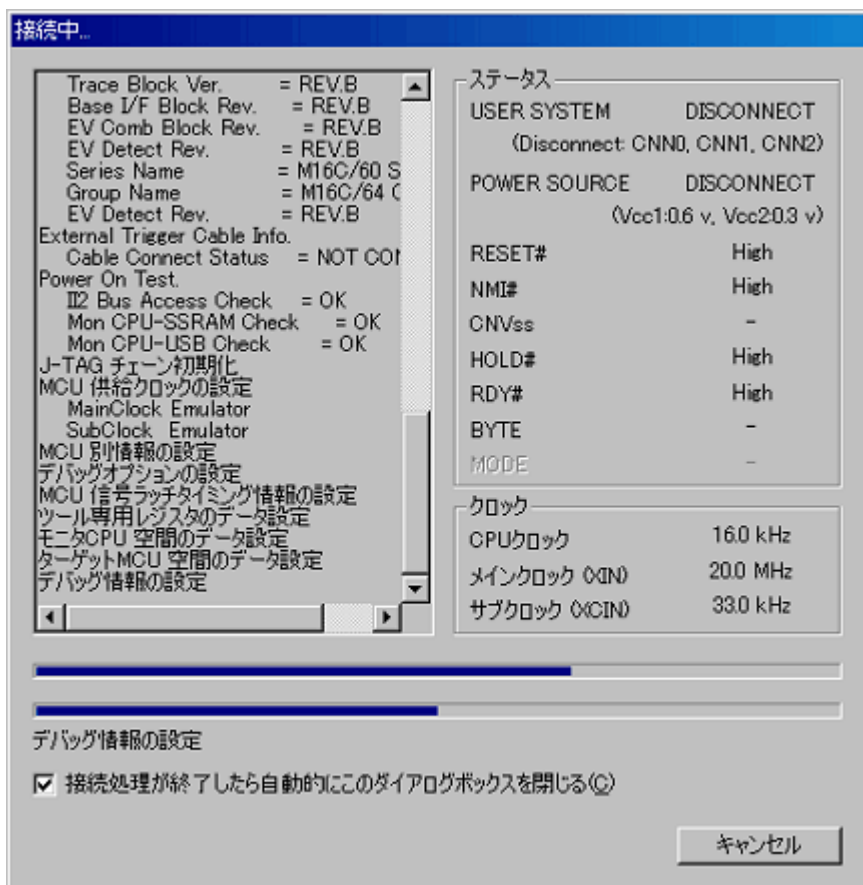 接続中...
Trace Block Ver. = REV.B
Base I/F Block Rev. = REV.B
EV Comb Block Rev. = REV.B
EV Detect Rev. = REV.B
Series Name = M16C/60 S
Group Name = M16C/64
EV Detect Rev. = REV.B
External Trigger Cable Info.
Cable Connect Status = NOT
Power On Test.
II2 Bus Access Check = OK
Mon CPU-SSRAM Check = OK
Mon CPU-USB Check = OK
J-TAG チェーン初期化
MCU 供給クロックの設定
MainClock Emulator
SubClock Emulator
MCU 別情報の設定
デバッグオプションの設定
MCU 信号ラッチタイミング情報の設定
ツール専用レジスタのデータ設定
モニタCPU 空間のデータ設定
ターゲットMCU 空間のデータ設定
デバッグ情報の設定
ステータス
USER SYSTEM DISCONNECT
(Disconnect: CNN0, CNN1, CNN2)
POWER SOURCE DISCONNECT
(Vcc1:0.6 v, Vcc2:0.3 v)
RESET# High
NMI# High
CNVss -
HOLD# High
RDY# High
BYTE -
MODE -
クロック
CPUクロック 16.0 kHz
メインクロック (XIN) 20.0 MHz
サブクロック (XCIN) 33.0 kHz
デバッグ情報の設定
接続処理が終了したら自動的にこのダイアログボックスを閉じる(C)
キャンセル